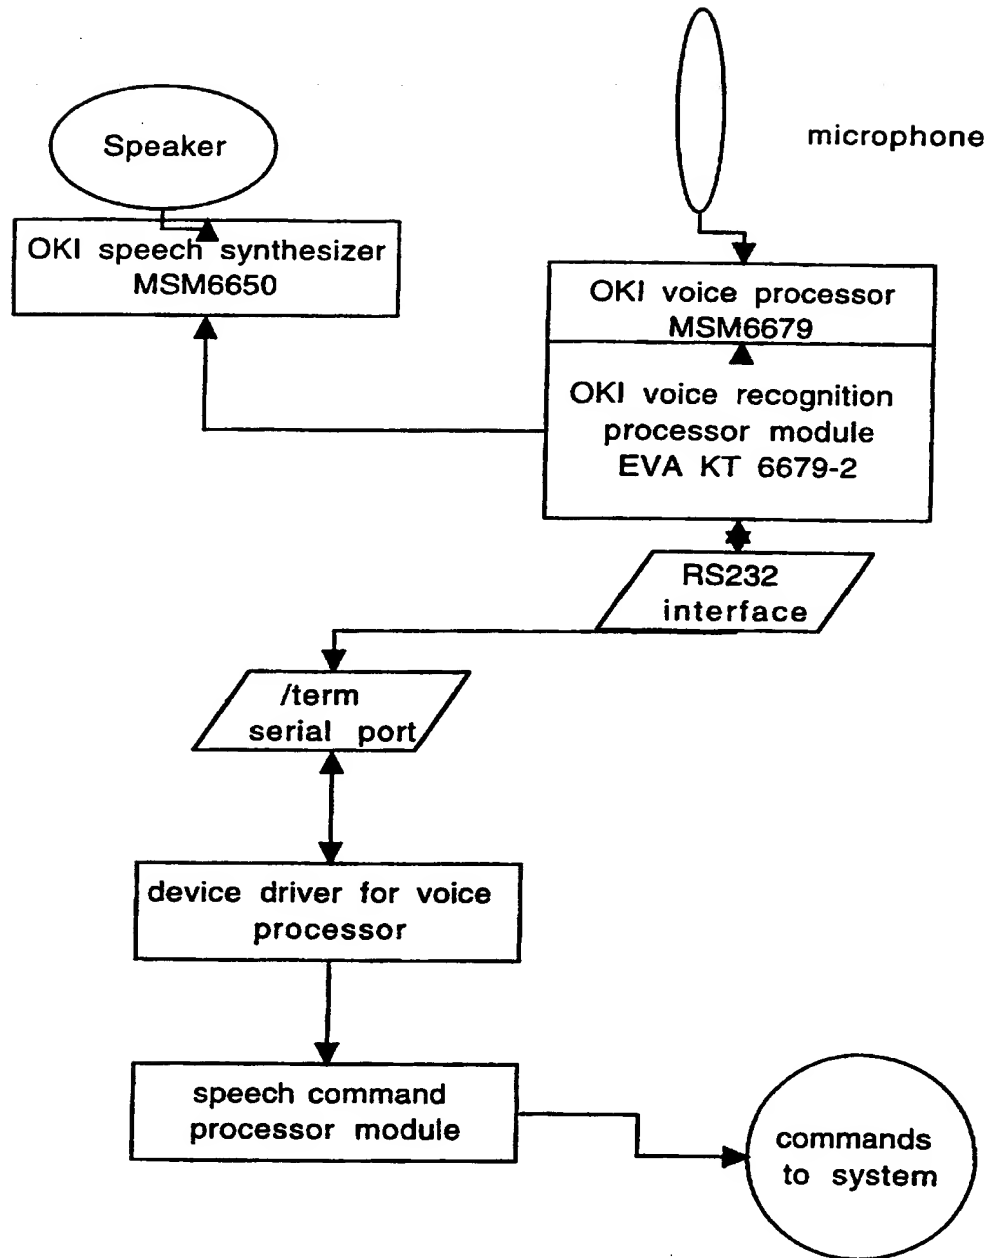 Speaker
microphone
OKI speech synthesizer
MSM6650
OKI voice processor
MSM6679
OKI voice recognition
processor module
EVA KT 6679-2
RS232
interface
/term
serial port
device driver for voice
processor
speech command
processor module
commands
to system